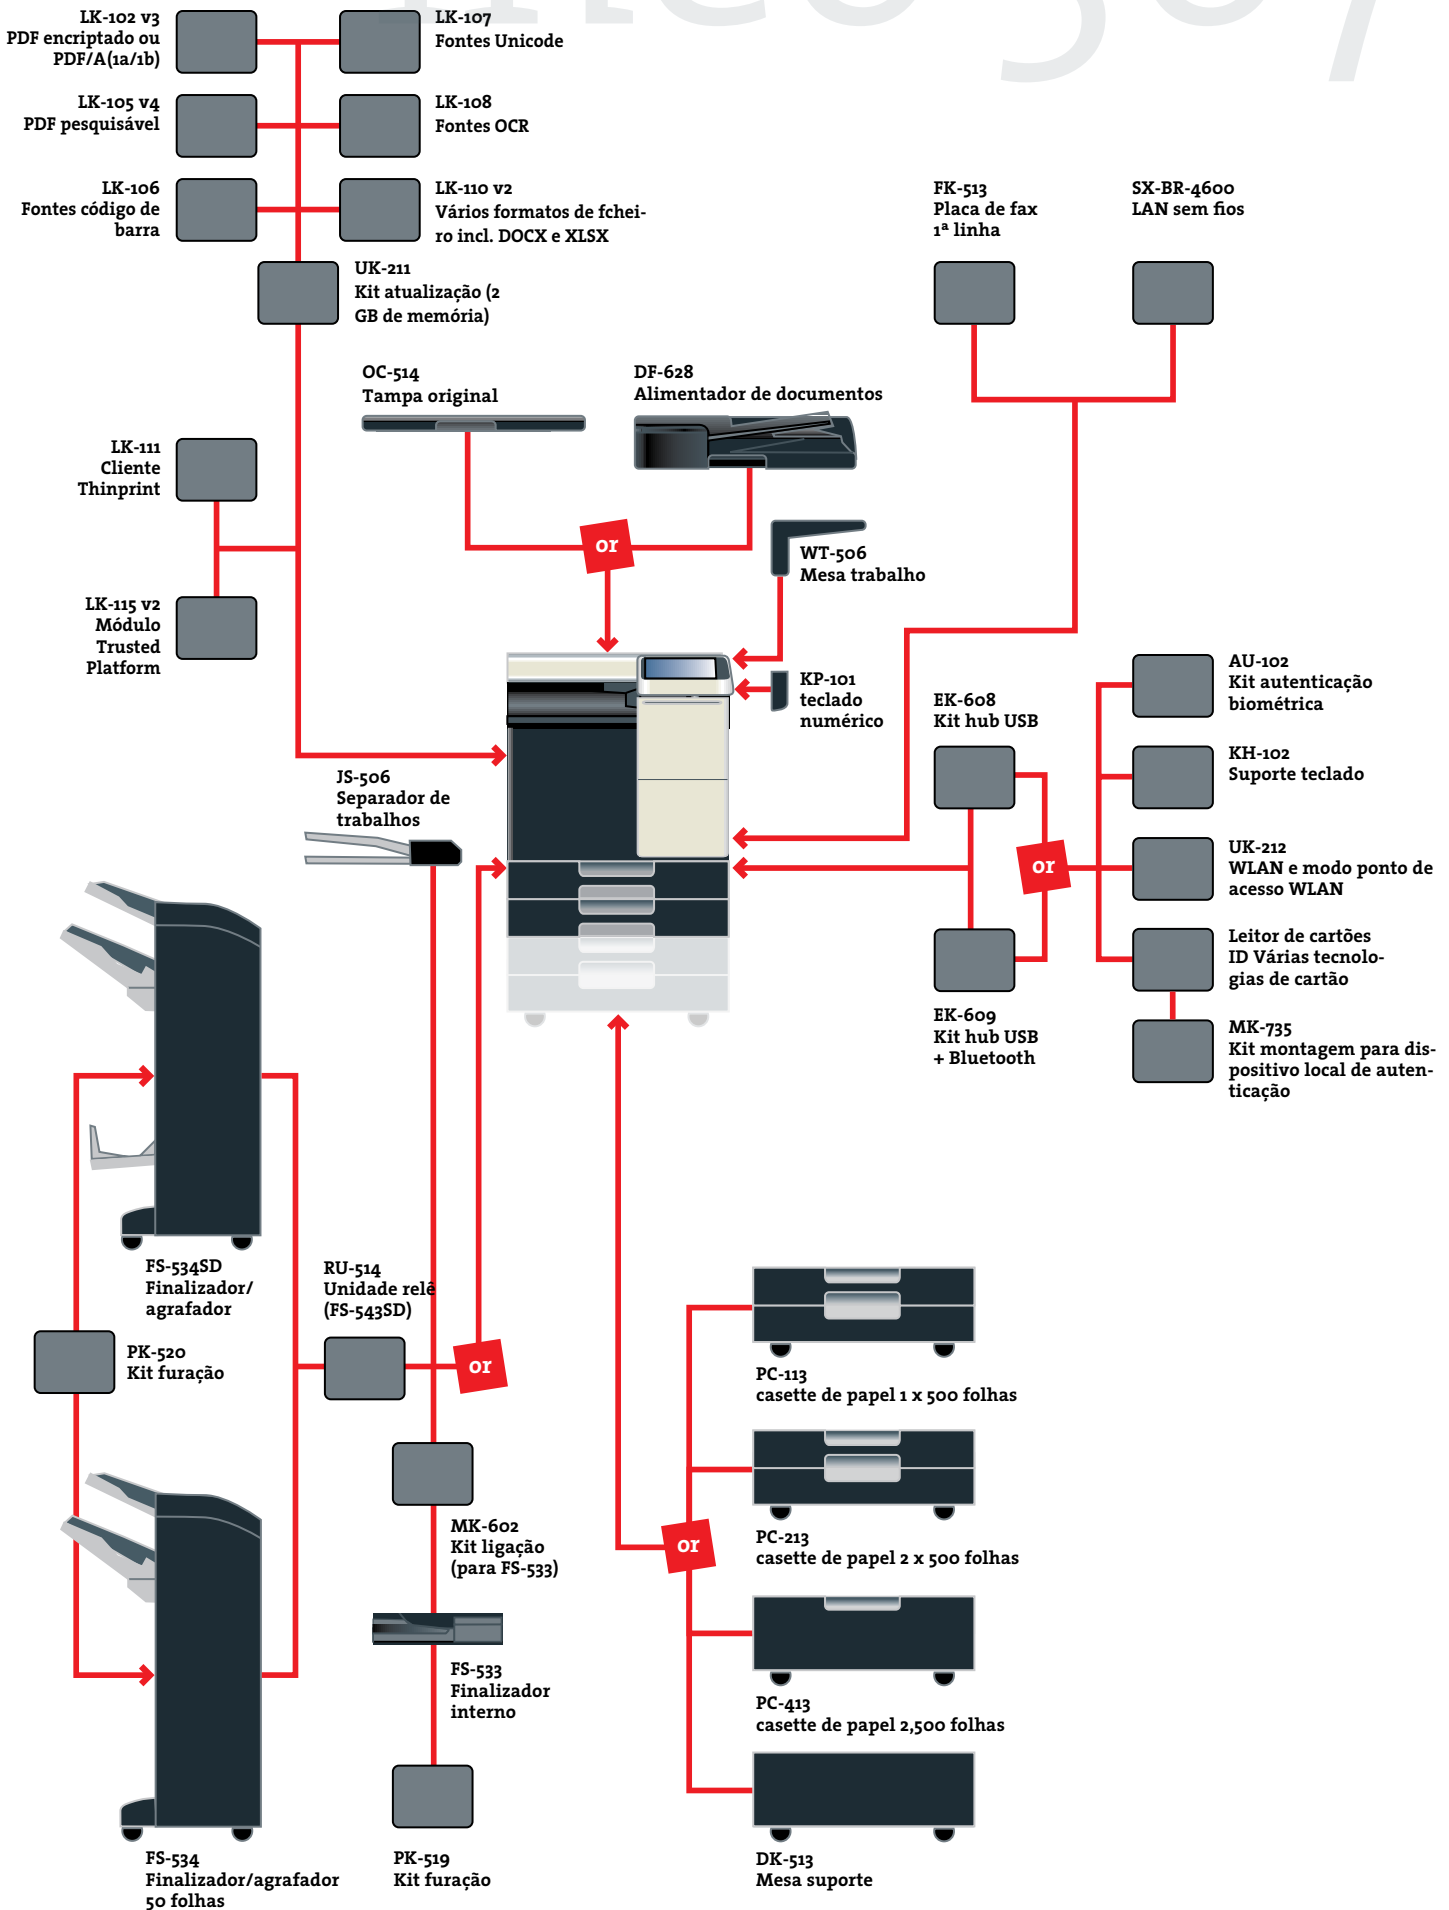 ineo 367
LK-102 v3
PDF encriptado ou
PDF/A(1a/1b)
LK-107
Fontes Unicode
LK-105 v4
PDF pesquisável
LK-108
Fontes OCR
LK-106
Fontes código de
barra
LK-110 v2
Vários formatos de fchei-
ro incl. DOCX e XLSX
UK-211
Kit atualização (2
GB de memória)
FK-513
Placa de fax
1ª linha
SX-BR-4600
LAN sem fios
OC-514
Tampa original
DF-628
Alimentador de documentos
LK-111
Cliente
Thinprint
or
WT-506
Mesa trabalho
LK-115 v2
Módulo
Trusted
Platform
KP-101
teclado
numérico
AU-102
Kit autenticação
biométrica
EK-608
Kit hub USB
KH-102
Suporte teclado
JS-506
Separador de
trabalhos
or
UK-212
WLAN e modo ponto de
acesso WLAN
Leitor de cartões
ID Várias tecnolo-
gias de cartão
EK-609
Kit hub USB
+ Bluetooth
MK-735
Kit montagem para dis-
positivo local de auten-
ticação
FS-534SD
Finalizador/
agrafador
RU-514
Unidade relê
(FS-543SD)
PK-520
Kit furação
or
PC-113
casette de papel 1 x 500 folhas
MK-602
Kit ligação
(para FS-533)
or
PC-213
casette de papel 2 x 500 folhas
FS-533
Finalizador
interno
PC-413
casette de papel 2,500 folhas
FS-534
Finalizador/agrafador
50 folhas
PK-519
Kit furação
DK-513
Mesa suporte